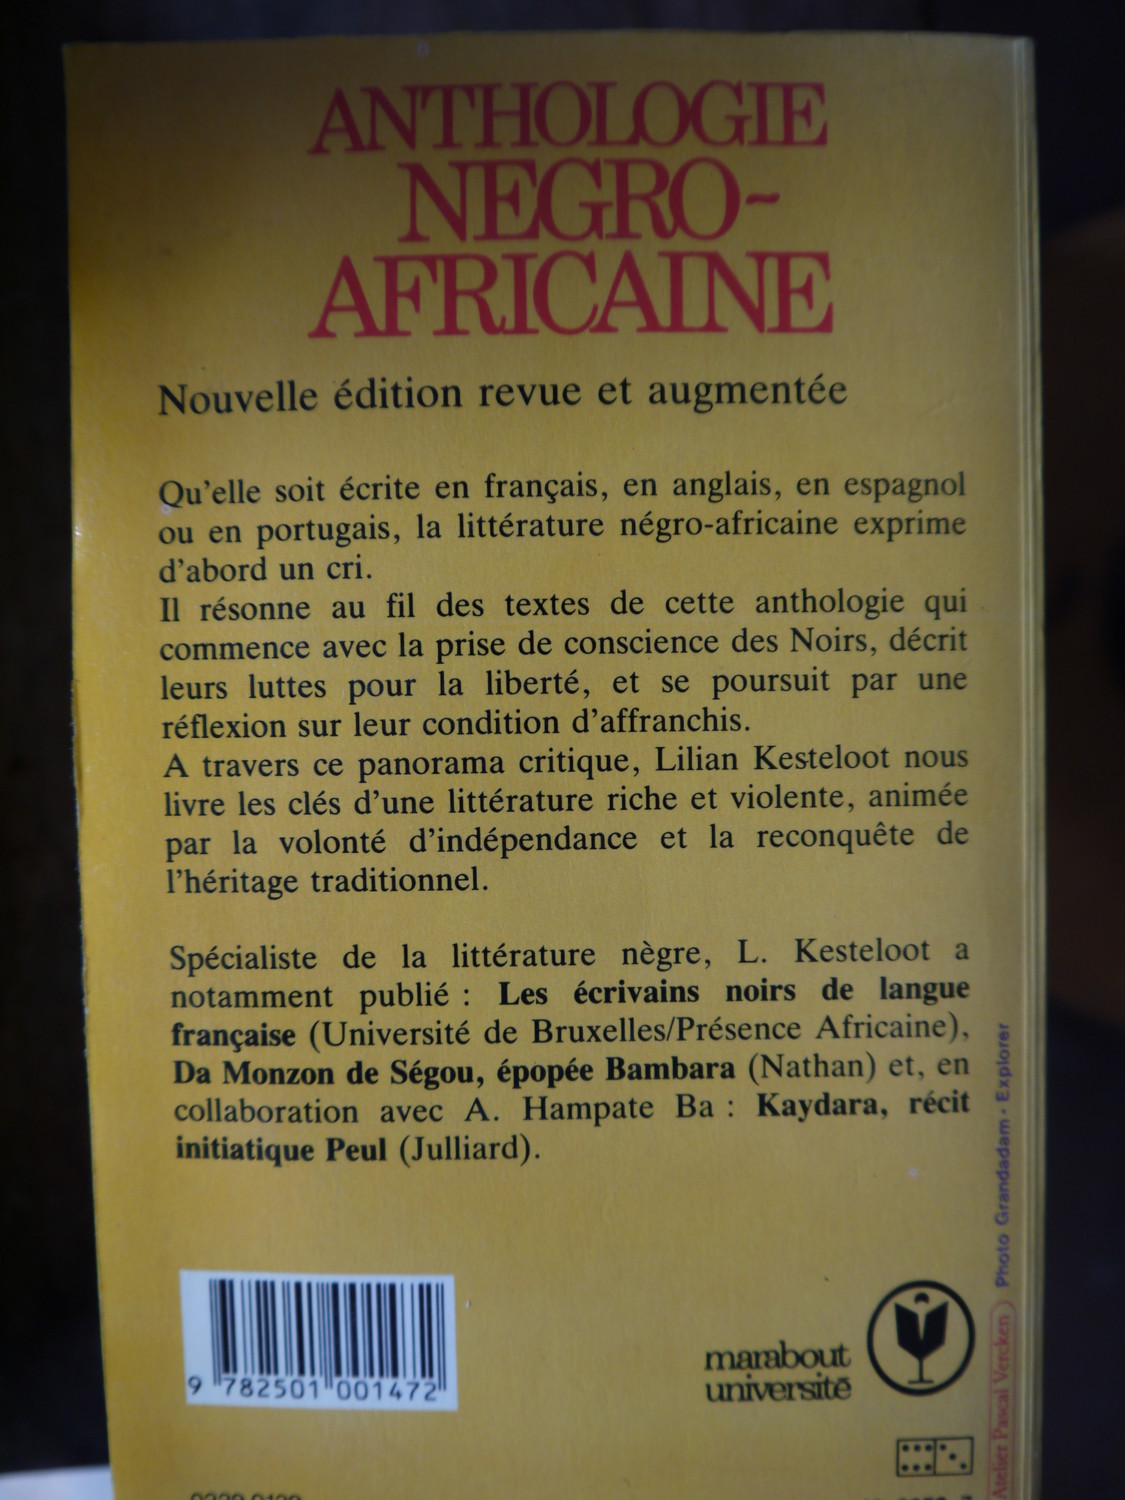 ANTHOLOGIE
NEGRO-
AFRICAINE
Nouvelle édition revue et augmentée
Qu'elle soit écrite en français, en anglais, en espagnol
ou en portugais, la littérature négro-africaine exprime
d'abord un cri.
Il résonne au fil des textes de cette anthologie qui
commence avec la prise de conscience des Noirs, décrit
leurs luttes pour la liberté, et se poursuit par une
réflexion sur leur condition d'affranchis.
A travers ce panorama critique, Lilian Kesteloot nous
livre les clés d'une littérature riche et violente, animée
par la volonté d'indépendance et la reconquête de
l'héritage traditionnel.
Spécialiste de la littérature nègre, L. Kesteloot a
notamment publié : Les écrivains noirs de langue
française (Université de Bruxelles/Présence Africaine),
Da Monzon de Ségou, épopée Bambara (Nathan) et, en
collaboration avec A. Hampate Ba : Kaydara, récit
initiatique Peul (Julliard).
9 782501 001472
marabout
université
Photo Grandadam - Explorer
Atelier Pascal Vercken